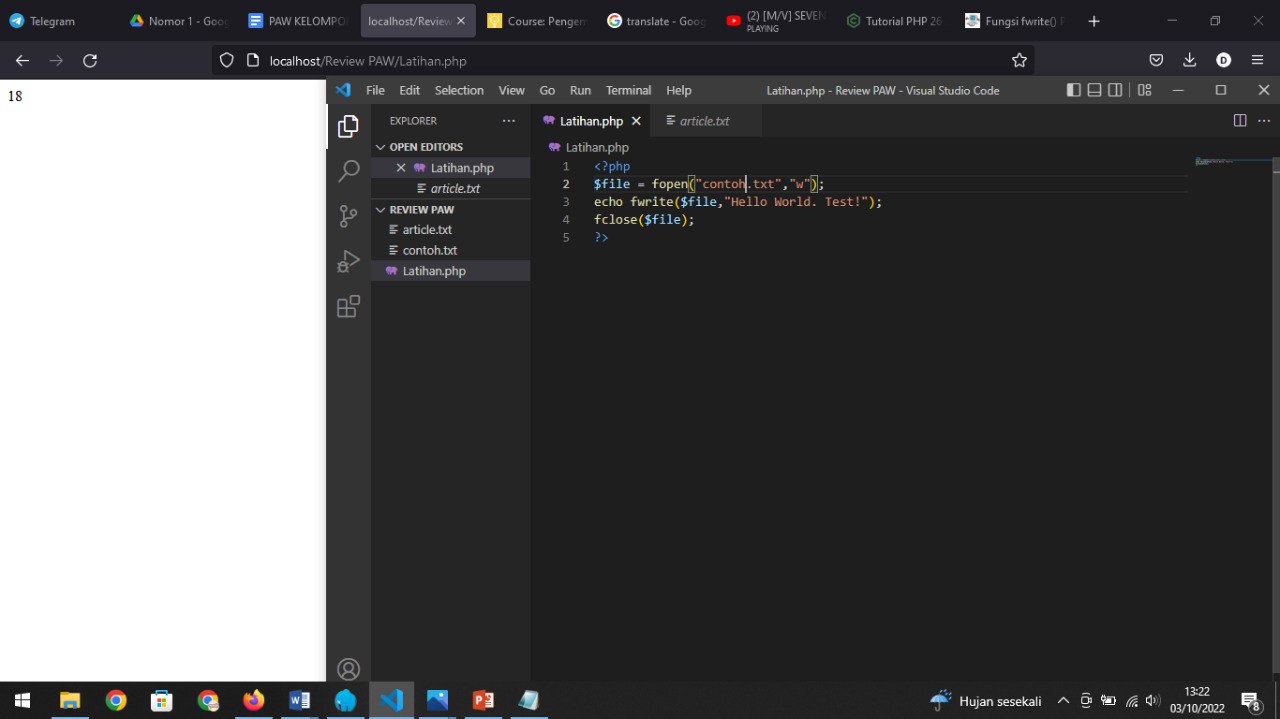 Telegram
Nomor 1 - Goo
PAW KELOMPO
localhost/Review
Course: Pengem
translate - Goog
(2) [M/V] SEVEN
PLAYING
Tutorial PHP 26
Fungsi fwrite() P
localhost/Review PAW/Latihan.php
18
File Edit Selection View Go Run Terminal Help
Latihan.php - Review PAW - Visual Studio Code
EXPLORER
OPEN EDITORS
Latihan.php
article.txt
REVIEW PAW
article.txt
contoh.txt
Latihan.php
Latihan.php
article.txt
Latihan.php
1 <?php
2 $file = fopen("contoh.txt","w");
3 echo fwrite($file,"Hello World. Test!");
4 fclose($file);
5 ?>
Hujan sesekali
13:22
03/10/2022
8